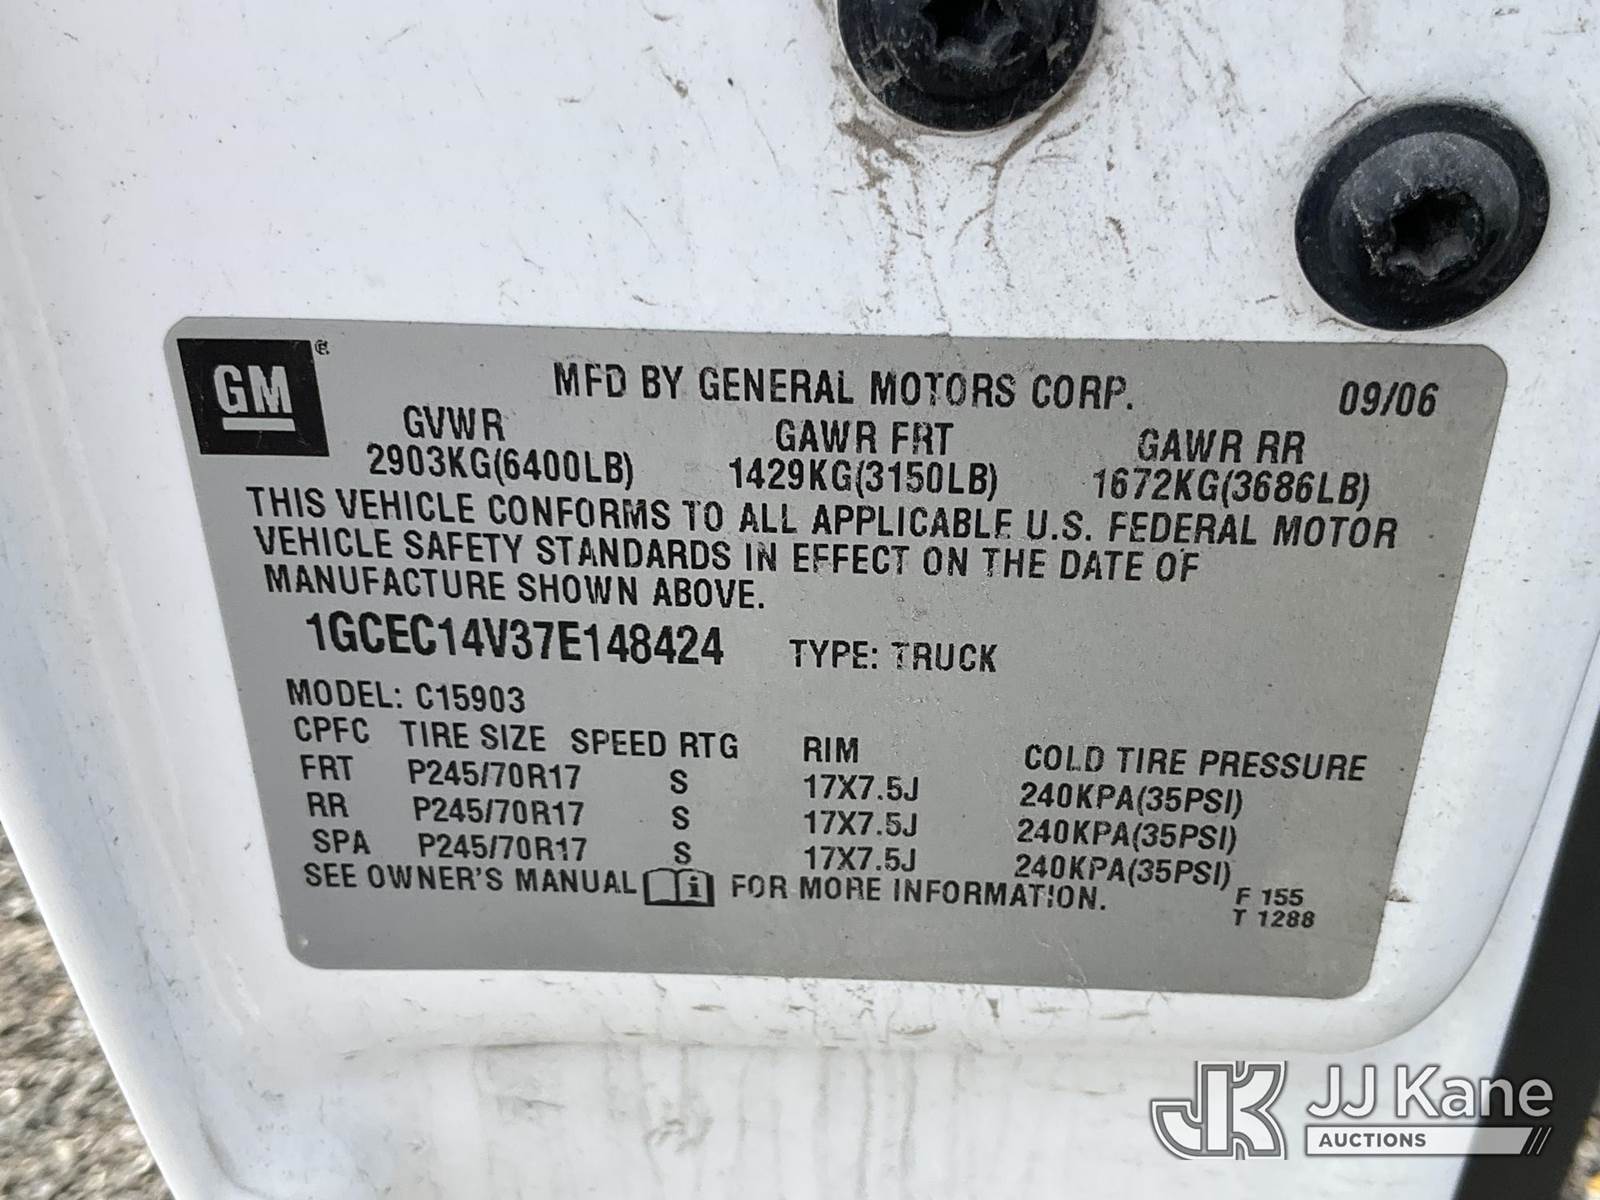 GM ®
MFD BY GENERAL MOTORS CORP. 09/06
GVWR GAWR FRT GAWR RR
2903KG(6400LB) 1429KG(3150LB) 1672KG(3686LB)
THIS VEHICLE CONFORMS TO ALL APPLICABLE U.S. FEDERAL MOTOR
VEHICLE SAFETY STANDARDS IN EFFECT ON THE DATE OF
MANUFACTURE SHOWN ABOVE.
1GCEC14V37E148424 TYPE: TRUCK
MODEL: C15903
CPFC TIRE SIZE SPEED RTG RIM COLD TIRE PRESSURE
FRT P245/70R17 S 17X7.5J 240KPA(35PSI)
RR P245/70R17 S 17X7.5J 240KPA(35PSI)
SPA P245/70R17 S 17X7.5J 240KPA(35PSI)
SEE OWNER'S MANUAL i FOR MORE INFORMATION.
F 155
T 1288
JK JJ Kane
AUCTIONS